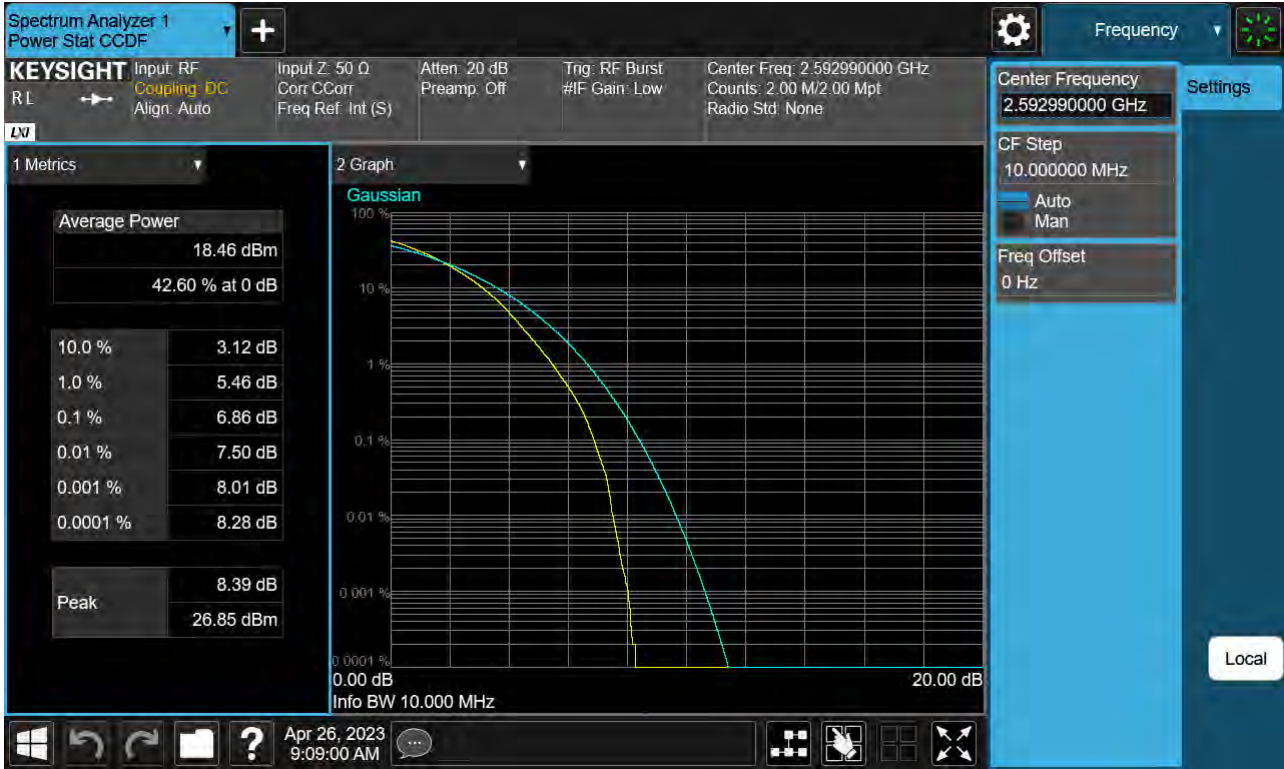 Spectrum Analyzer 1
Power Stat CCDF
Frequency
KEYSIGHT
R L
LXI
Input: RF
Coupling: DC
Align: Auto
Input Z: 50 Ω
Corr CCorr
Freq Ref: Int (S)
Atten: 20 dB
Preamp: Off
Trig: RF Burst
#IF Gain: Low
Center Freq: 2.592990000 GHz
Counts: 2.00 M/2.00 Mpt
Radio Std: None
Center Frequency
2.592990000 GHz
CF Step
10.000000 MHz
Auto
Man
Freq Offset
0 Hz
Settings
Local
1 Metrics
Average Power
18.46 dBm
42.60 % at 0 dB
10.0 % 3.12 dB
1.0 % 5.46 dB
0.1 % 6.86 dB
0.01 % 7.50 dB
0.001 % 8.01 dB
0.0001 % 8.28 dB
Peak
8.39 dB
26.85 dBm
2 Graph
Gaussian
100 %
10 %
1 %
0.1 %
0.01 %
0.001 %
0.0001 %
0.00 dB 20.00 dB
Info BW 10.000 MHz
?
Apr 26, 2023
9:09:00 AM